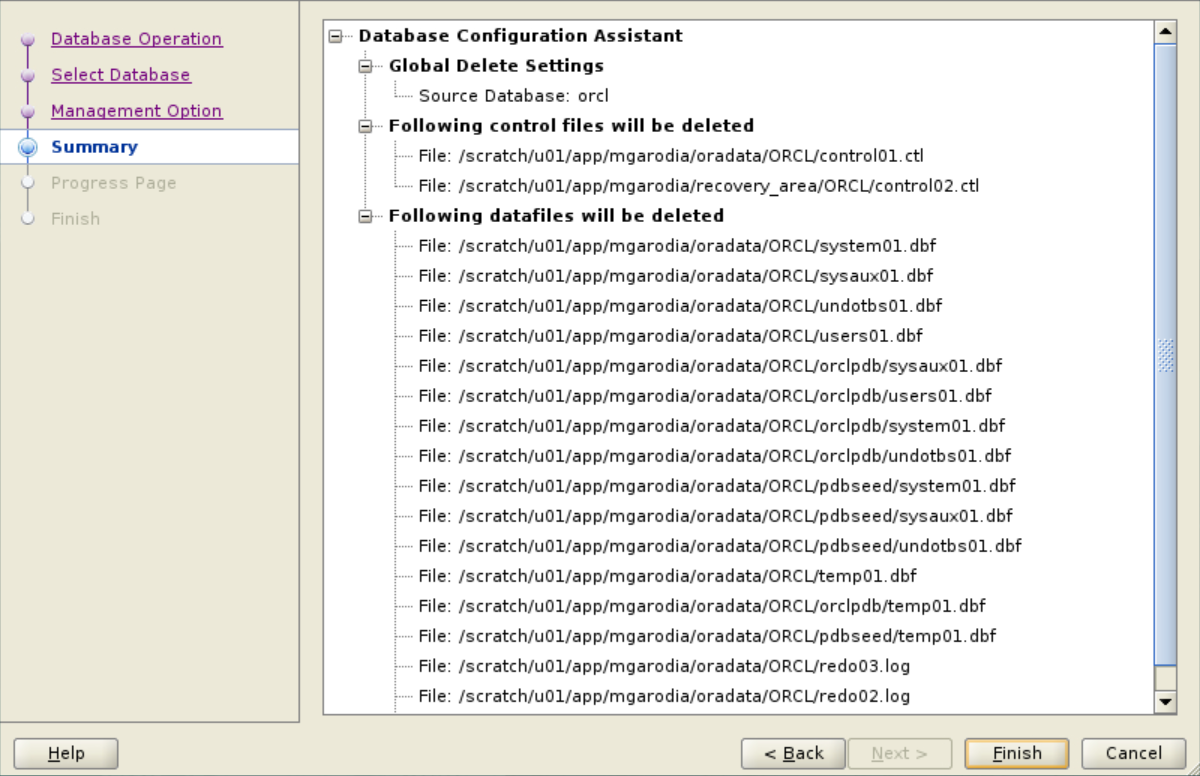 Database Operation
Select Database
Management Option
Summary
Progress Page
Finish
Database Configuration Assistant
Global Delete Settings
Source Database: orcl
Following control files will be deleted
File: /scratch/u01/app/mgarodia/oradata/ORCL/control01.ctl
File: /scratch/u01/app/mgarodia/recovery_area/ORCL/control02.ctl
Following datafiles will be deleted
File: /scratch/u01/app/mgarodia/oradata/ORCL/system01.dbf
File: /scratch/u01/app/mgarodia/oradata/ORCL/sysaux01.dbf
File: /scratch/u01/app/mgarodia/oradata/ORCL/undotbs01.dbf
File: /scratch/u01/app/mgarodia/oradata/ORCL/users01.dbf
File: /scratch/u01/app/mgarodia/oradata/ORCL/orclpdb/sysaux01.dbf
File: /scratch/u01/app/mgarodia/oradata/ORCL/orclpdb/users01.dbf
File: /scratch/u01/app/mgarodia/oradata/ORCL/orclpdb/system01.dbf
File: /scratch/u01/app/mgarodia/oradata/ORCL/orclpdb/undotbs01.dbf
File: /scratch/u01/app/mgarodia/oradata/ORCL/pdbseed/system01.dbf
File: /scratch/u01/app/mgarodia/oradata/ORCL/pdbseed/sysaux01.dbf
File: /scratch/u01/app/mgarodia/oradata/ORCL/pdbseed/undotbs01.dbf
File: /scratch/u01/app/mgarodia/oradata/ORCL/temp01.dbf
File: /scratch/u01/app/mgarodia/oradata/ORCL/orclpdb/temp01.dbf
File: /scratch/u01/app/mgarodia/oradata/ORCL/pdbseed/temp01.dbf
File: /scratch/u01/app/mgarodia/oradata/ORCL/redo03.log
File: /scratch/u01/app/mgarodia/oradata/ORCL/redo02.log
Help
< Back
Next >
Finish
Cancel